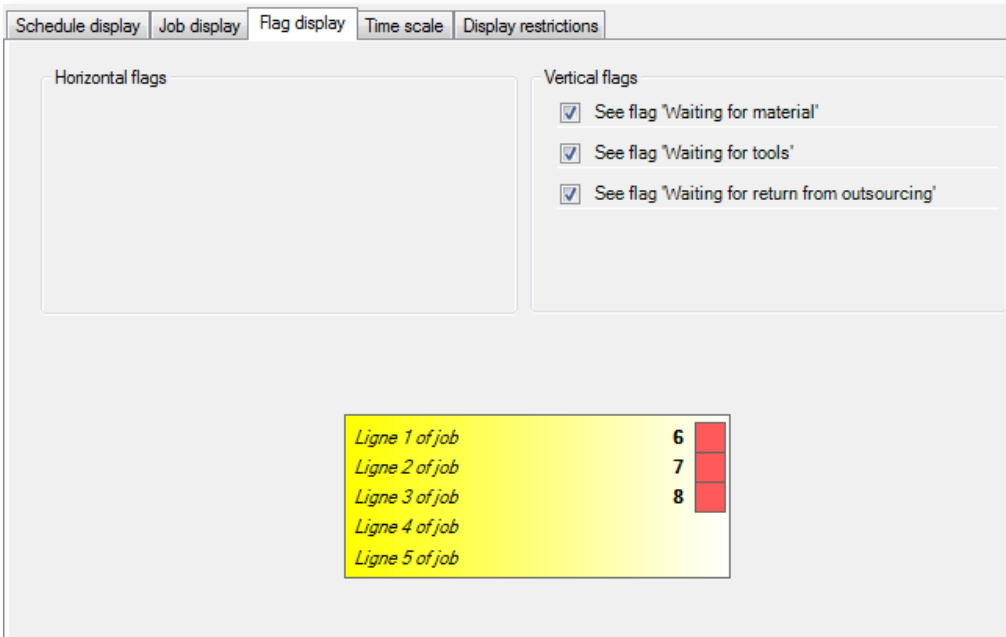 Schedule display Job display Flag display Time scale Display restrictions
Horizontal flags
Vertical flags
See flag 'Waiting for material'
See flag 'Waiting for tools'
See flag 'Waiting for return from outsourcing'
Ligne 1 of job 6
Ligne 2 of job 7
Ligne 3 of job 8
Ligne 4 of job
Ligne 5 of job